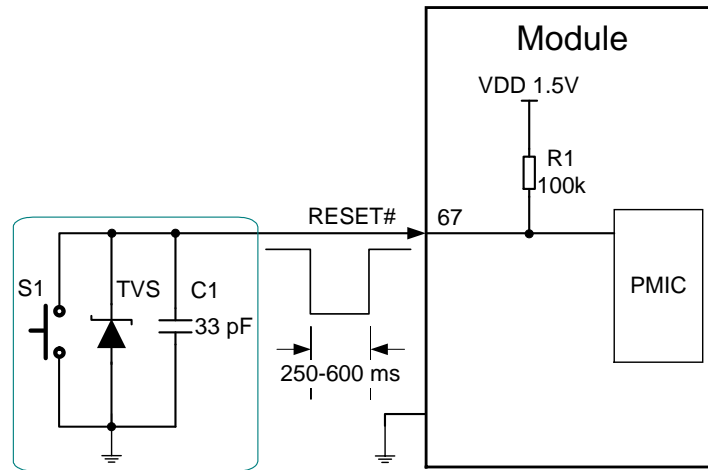 Module
VDD 1.5V
R1
100k
RESET#
67
S1
TVS
C1
33 pF
PMIC
250-600 ms